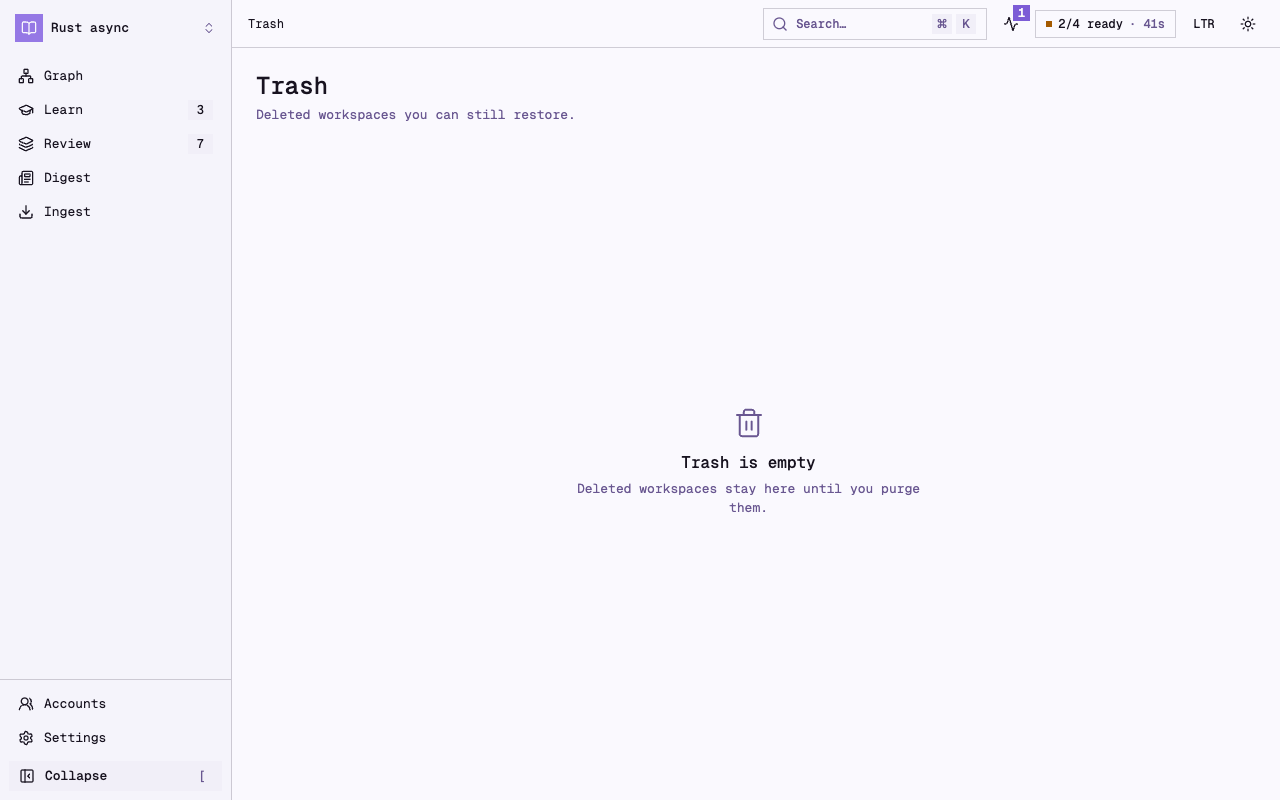 Rust async
Graph
Learn 3
Review 7
Digest
Ingest
Accounts
Settings
Collapse [
Trash
Search… ⌘ K
1
2/4 ready · 41s
LTR
Trash
Deleted workspaces you can still restore.
Trash is empty
Deleted workspaces stay here until you purge
them.